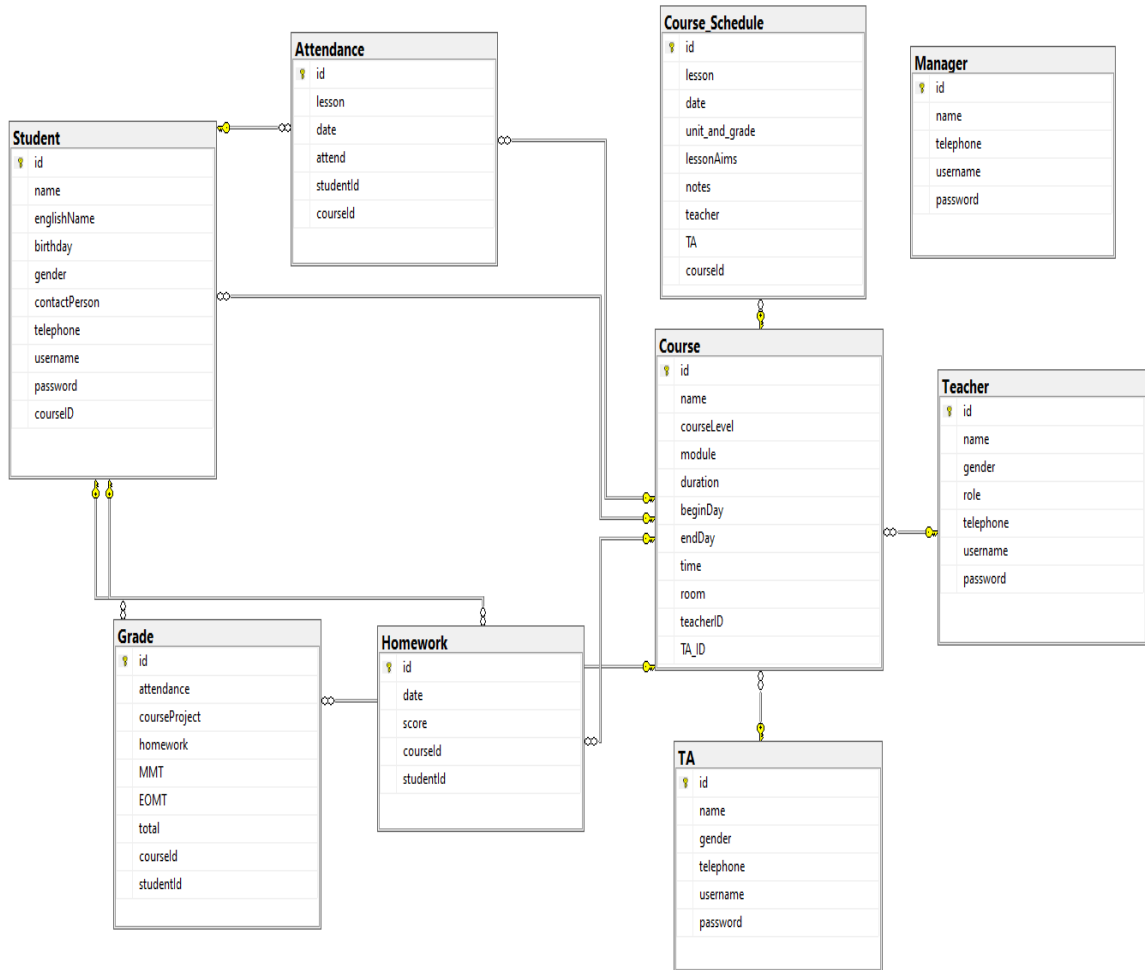 Course_Schedule
id
lesson
date
unit_and_grade
lessonAims
notes
teacher
TA
courseId
Attendance
id
lesson
date
attend
studentId
courseId
Manager
id
name
telephone
username
password
Student
id
name
englishName
birthday
gender
contactPerson
telephone
username
password
courseID
Course
id
name
courseLevel
module
duration
beginDay
endDay
time
room
teacherID
TA_ID
Teacher
id
name
gender
role
telephone
username
password
Grade
id
attendance
courseProject
homework
MMT
EOMT
total
courseId
studentId
Homework
id
date
score
courseId
studentId
TA
id
name
gender
telephone
username
password